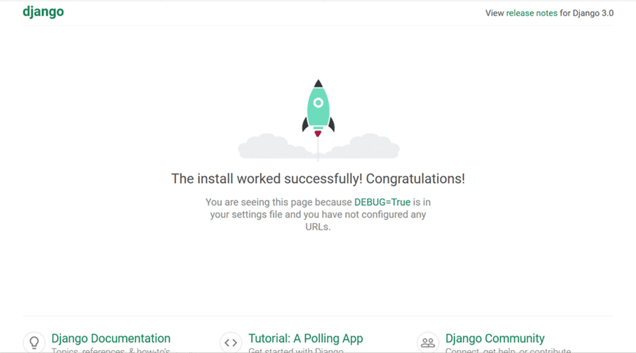 django
View release notes for Django 3.0
The install worked successfully! Congratulations!
You are seeing this page because DEBUG=True is in
your settings file and you have not configured any
URLs.
Django Documentation
Topics, references, & how-to's
Tutorial: A Polling App
Get started with Django
Django Community
Connect, get help, or contribute